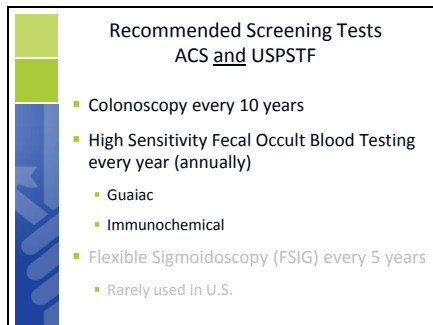 Recommended Screening Tests
ACS and USPSTF
▪ Colonoscopy every 10 years
▪ High Sensitivity Fecal Occult Blood Testing
every year (annually)
▪ Guaiac
▪ Immunochemical
▪ Flexible Sigmoidoscopy (FSIG) every 5 years
▪ Rarely used in U.S.